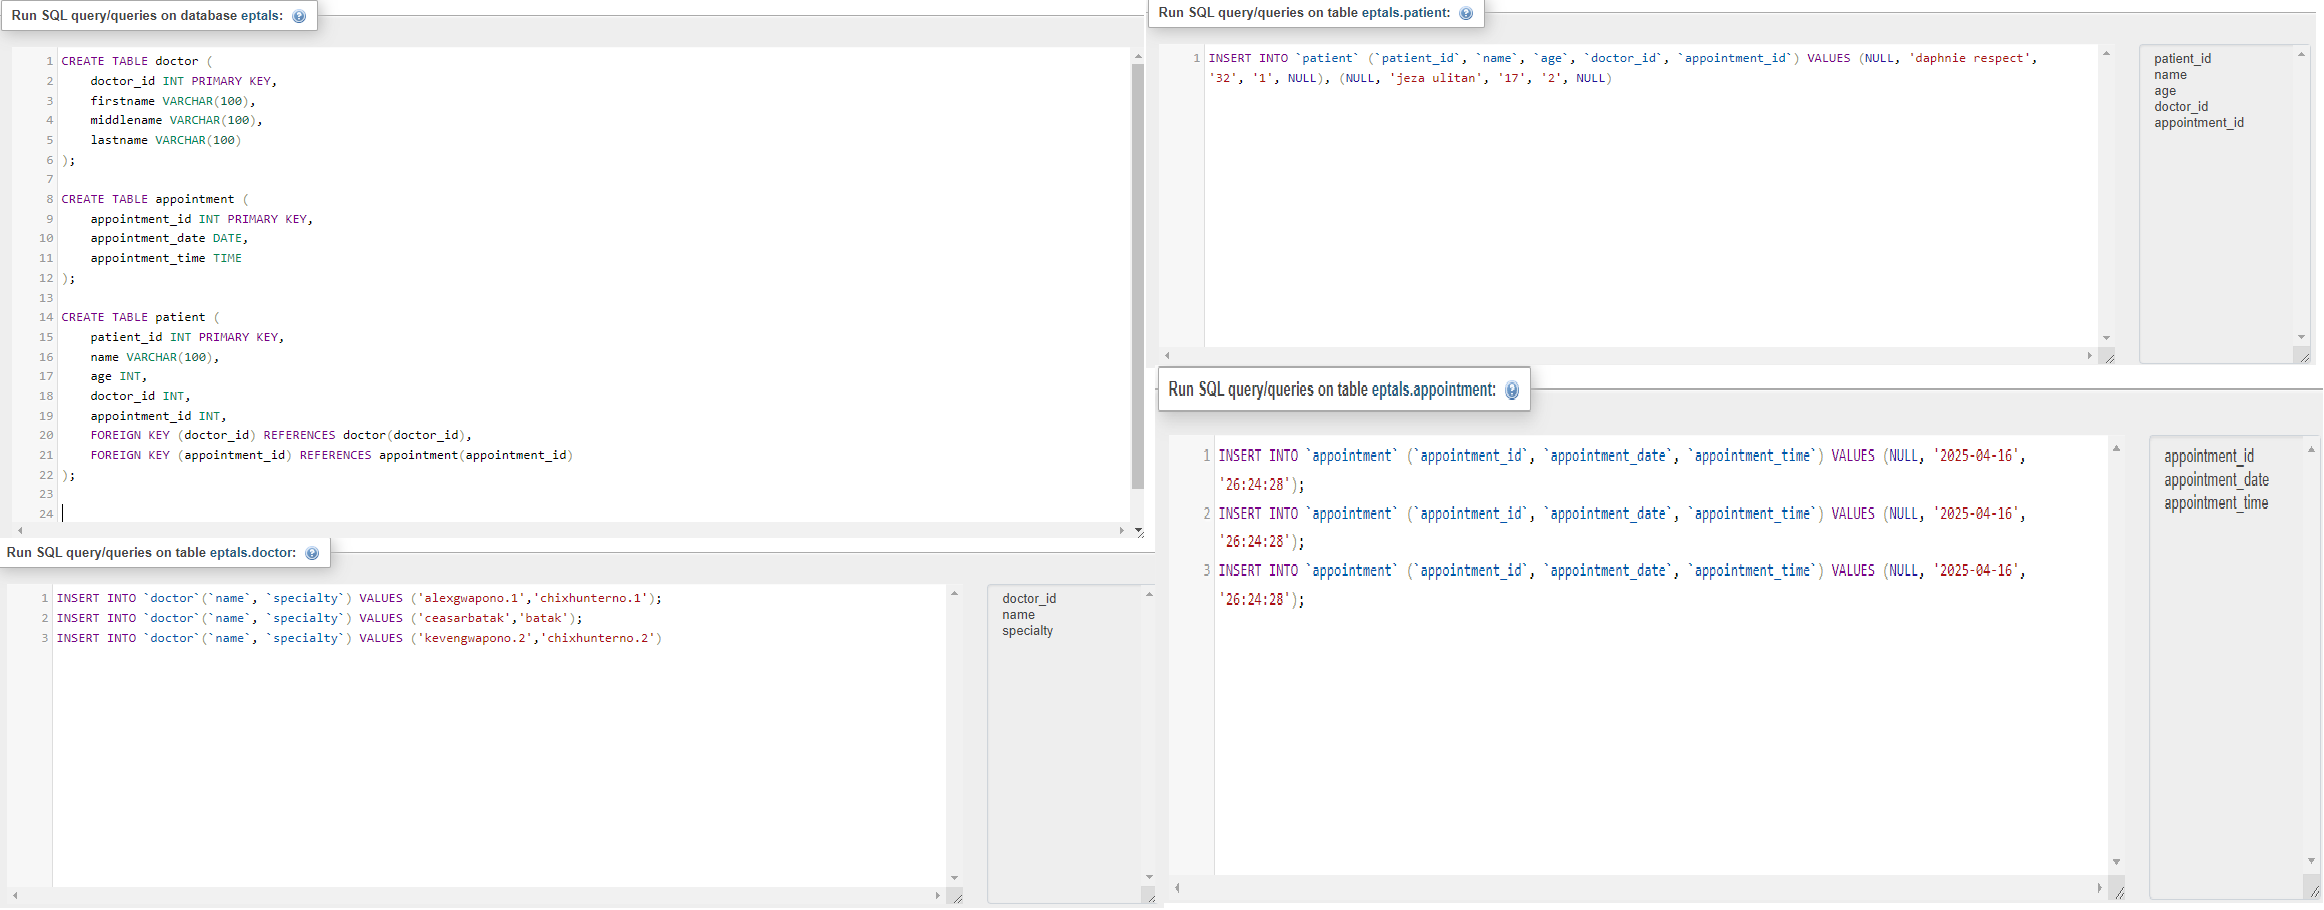 Run SQL query/queries on database eptals:
1 CREATE TABLE doctor (
2 doctor_id INT PRIMARY KEY,
3 firstname VARCHAR(100),
4 middlename VARCHAR(100),
5 lastname VARCHAR(100)
6 );
7
8 CREATE TABLE appointment (
9 appointment_id INT PRIMARY KEY,
10 appointment_date DATE,
11 appointment_time TIME
12 );
13
14 CREATE TABLE patient (
15 patient_id INT PRIMARY KEY,
16 name VARCHAR(100),
17 age INT,
18 doctor_id INT,
19 appointment_id INT,
20 FOREIGN KEY (doctor_id) REFERENCES doctor(doctor_id),
21 FOREIGN KEY (appointment_id) REFERENCES appointment(appointment_id)
22 );
23
24
Run SQL query/queries on table eptals.doctor:
1 INSERT INTO `doctor`(`name`, `specialty`) VALUES ('alexgwapono.1','chixhunterno.1');
2 INSERT INTO `doctor`(`name`, `specialty`) VALUES ('ceasarbatak','batak');
3 INSERT INTO `doctor`(`name`, `specialty`) VALUES ('kevengwapono.2','chixhunterno.2')
doctor_id
name
specialty
Run SQL query/queries on table eptals.patient:
1 INSERT INTO `patient` (`patient_id`, `name`, `age`, `doctor_id`, `appointment_id`) VALUES (NULL, 'daphnie respect',
'32', '1', NULL), (NULL, 'jeza ulitan', '17', '2', NULL)
patient_id
name
age
doctor_id
appointment_id
Run SQL query/queries on table eptals.appointment:
1 INSERT INTO `appointment` (`appointment_id`, `appointment_date`, `appointment_time`) VALUES (NULL, '2025-04-16',
'26:24:28');
2 INSERT INTO `appointment` (`appointment_id`, `appointment_date`, `appointment_time`) VALUES (NULL, '2025-04-16',
'26:24:28');
3 INSERT INTO `appointment` (`appointment_id`, `appointment_date`, `appointment_time`) VALUES (NULL, '2025-04-16',
'26:24:28');
appointment_id
appointment_date
appointment_time